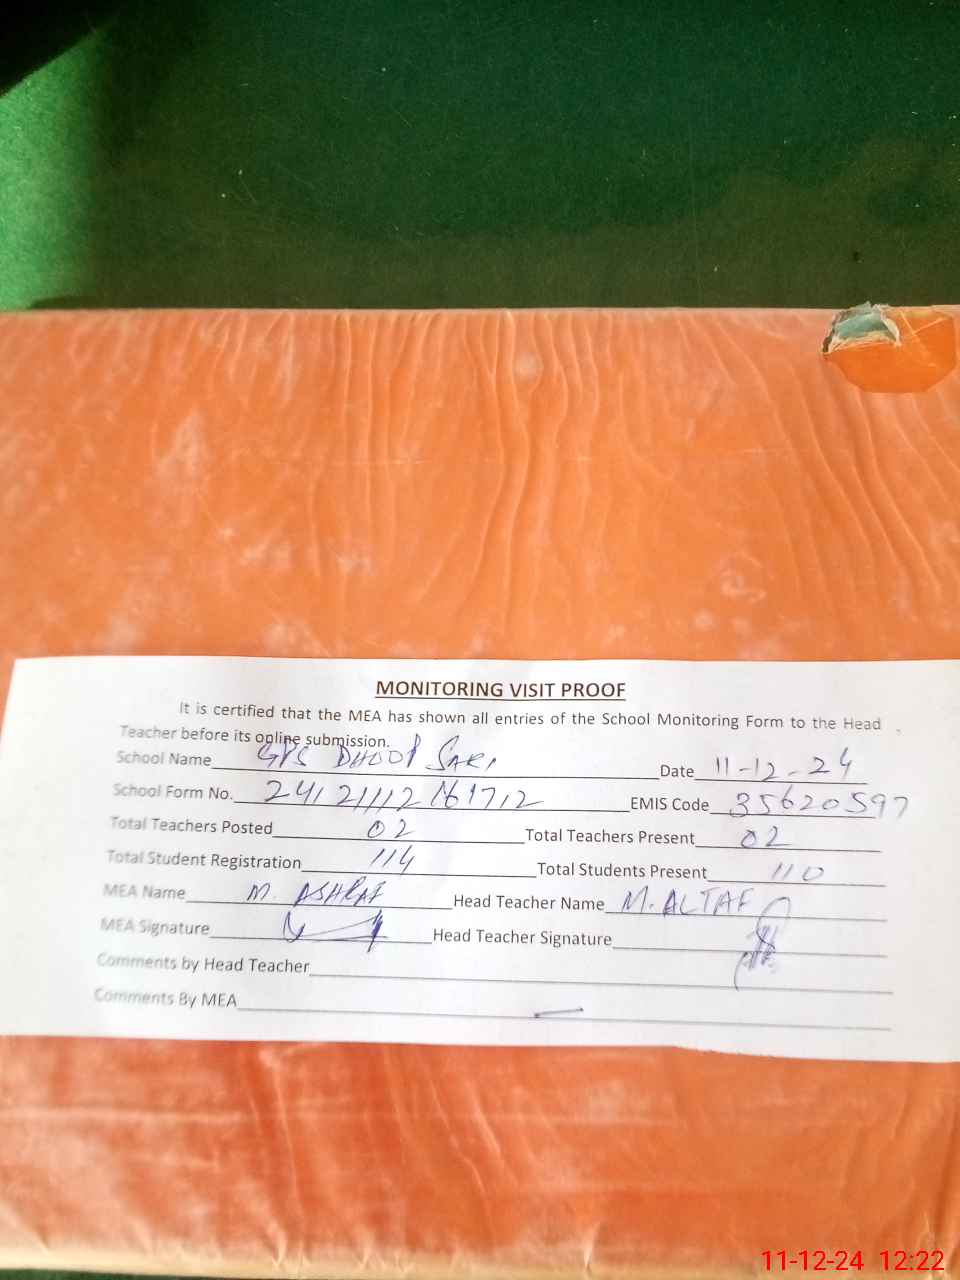 MONITORING VISIT PROOF
It is certified that the MEA has shown all entries of the School Monitoring Form to the Head
Teacher before its online submission.
School Name GPS DHOOP SARI Date 11-12-24
School Form No. 241211112161712 EMIS Code 35620597
Total Teachers Posted 02 Total Teachers Present 02
Total Student Registration 114 Total Students Present 110
MEA Name M. ASHRAF Head Teacher Name M. ALTAF
MEA Signature Head Teacher Signature
Comments by Head Teacher
Comments By MEA —
11-12-24 12:22